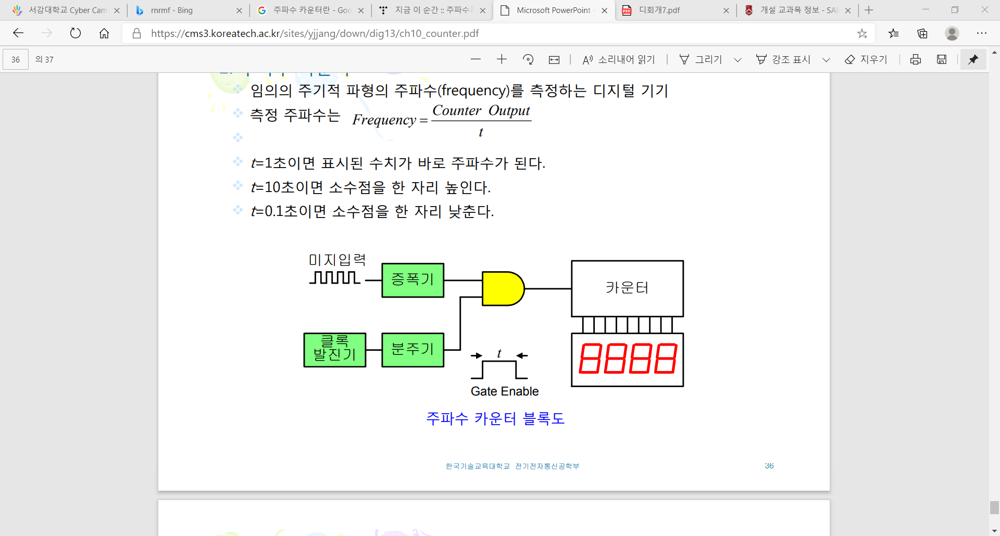 서강대학교 Cyber Cam
rnrmf - Bing
주파수 카운터란 - Goo
지금 이 순간 :: 주파수카
Microsoft PowerPoint -
디회개7.pdf
개설 교과목 정보 - SAI
https://cms3.koreatech.ac.kr/sites/yjjang/down/dig13/ch10_counter.pdf
36 의 37
소리내어 읽기
그리기
강조 표시
지우기
임의의 주기적 파형의 주파수(frequency)를 측정하는 디지털 기기
측정 주파수는 Frequency = Counter Output / t
t=1초이면 표시된 수치가 바로 주파수가 된다.
t=10초이면 소수점을 한 자리 높인다.
t=0.1초이면 소수점을 한 자리 낮춘다.
미지입력
증폭기
카운터
클록
발진기
분주기
t
8888
Gate Enable
주파수 카운터 블록도
한국기술교육대학교 전기전자통신공학부
36